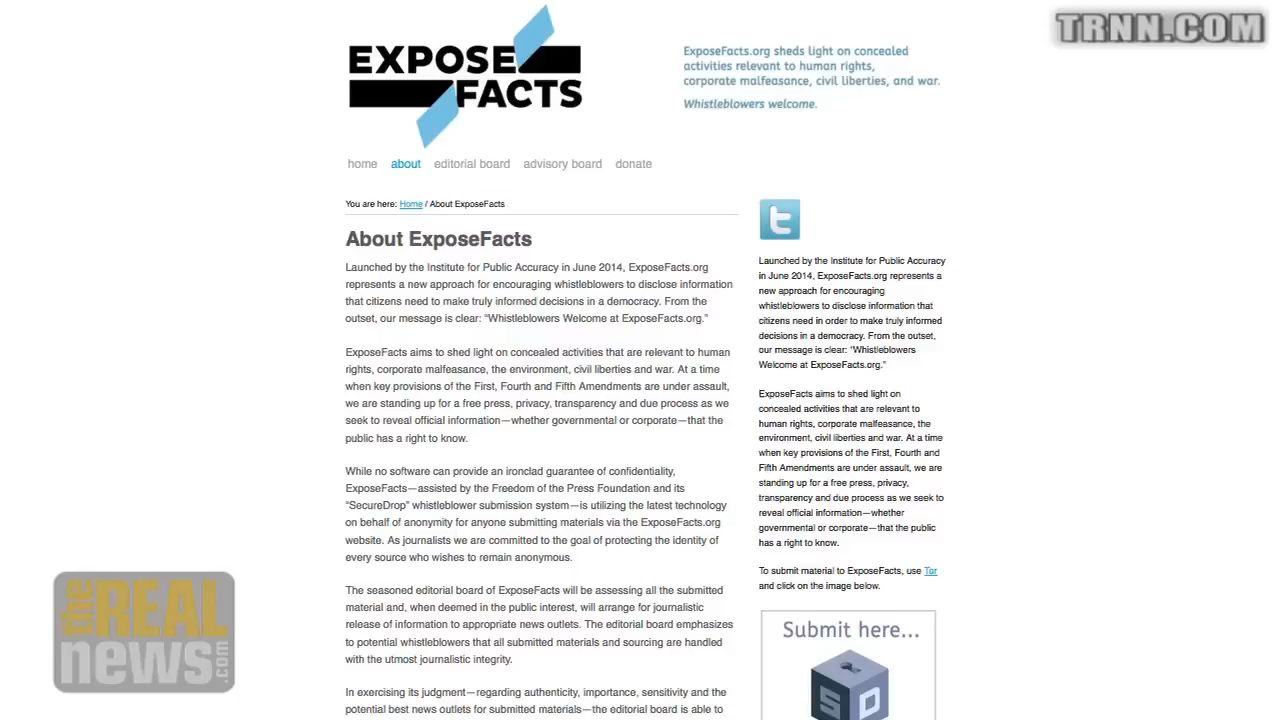 TRNN.COM
EXPOSE
FACTS
ExposeFacts.org sheds light on concealed
activities relevant to human rights,
corporate malfeasance, civil liberties, and war.
Whistleblowers welcome.
home about editorial board advisory board donate
You are here: Home / About ExposeFacts
About ExposeFacts
Launched by the Institute for Public Accuracy in June 2014, ExposeFacts.org
represents a new approach for encouraging whistleblowers to disclose information
that citizens need to make truly informed decisions in a democracy. From the
outset, our message is clear: “Whistleblowers Welcome at ExposeFacts.org.”
ExposeFacts aims to shed light on concealed activities that are relevant to human
rights, corporate malfeasance, the environment, civil liberties and war. At a time
when key provisions of the First, Fourth and Fifth Amendments are under assault,
we are standing up for a free press, privacy, transparency and due process as we
seek to reveal official information—whether governmental or corporate—that the
public has a right to know.
While no software can provide an ironclad guarantee of confidentiality,
ExposeFacts—assisted by the Freedom of the Press Foundation and its
“SecureDrop” whistleblower submission system—is utilizing the latest technology
on behalf of anonymity for anyone submitting materials via the ExposeFacts.org
website. As journalists we are committed to the goal of protecting the identity of
every source who wishes to remain anonymous.
The seasoned editorial board of ExposeFacts will be assessing all the submitted
material and, when deemed in the public interest, will arrange for journalistic
release of information to appropriate news outlets. The editorial board emphasizes
to potential whistleblowers that all submitted materials and sourcing are handled
with the utmost journalistic integrity.
In exercising its judgment—regarding authenticity, importance, sensitivity and the
potential best news outlets for submitted materials—the editorial board is able to
t
Launched by the Institute for Public Accuracy
in June 2014, ExposeFacts.org represents a
new approach for encouraging
whistleblowers to disclose information that
citizens need in order to make truly informed
decisions in a democracy. From the outset,
our message is clear: “Whistleblowers
Welcome at ExposeFacts.org.”
ExposeFacts aims to shed light on
concealed activities that are relevant to
human rights, corporate malfeasance, the
environment, civil liberties and war. At a time
when key provisions of the First, Fourth and
Fifth Amendments are under assault, we are
standing up for a free press, privacy,
transparency and due process as we seek to
reveal official information—whether
governmental or corporate—that the public
has a right to know.
To submit material to ExposeFacts, use Tor
and click on the image below.
Submit here...
S D
the REAL
news.com